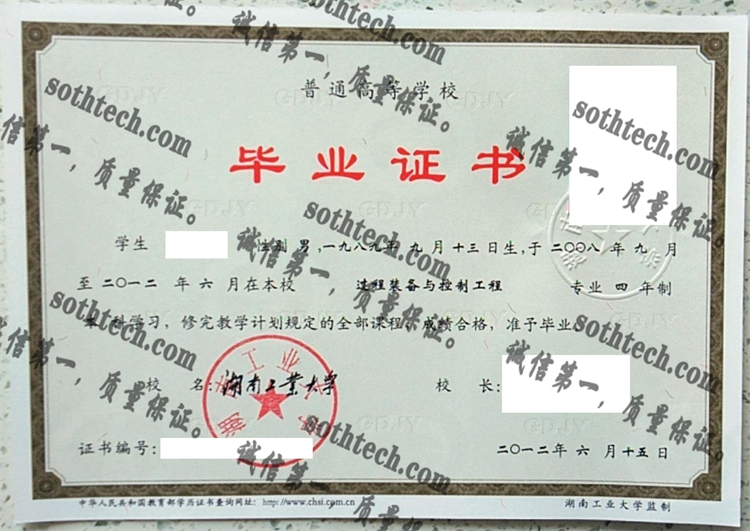 普通高等学校
毕业证书
学生 性别 男，一九八九年 九 月 十三 日生，于 二〇〇八 年 九 月
至 二〇一二 年 六 月在本校 过程装备与控制工程 专业 四 年制
本 科学习，修完教学计划规定的全部课程，成绩合格，准予毕业。
校 名：湖南工业大学 校 长：
证书编号： 二〇一二年 六 月十五日
中华人民共和国教育部学历证书查询网址：http://www.chsi.com.cn 湖南工业大学监制
sothtech.com
诚信第一，质量保证。